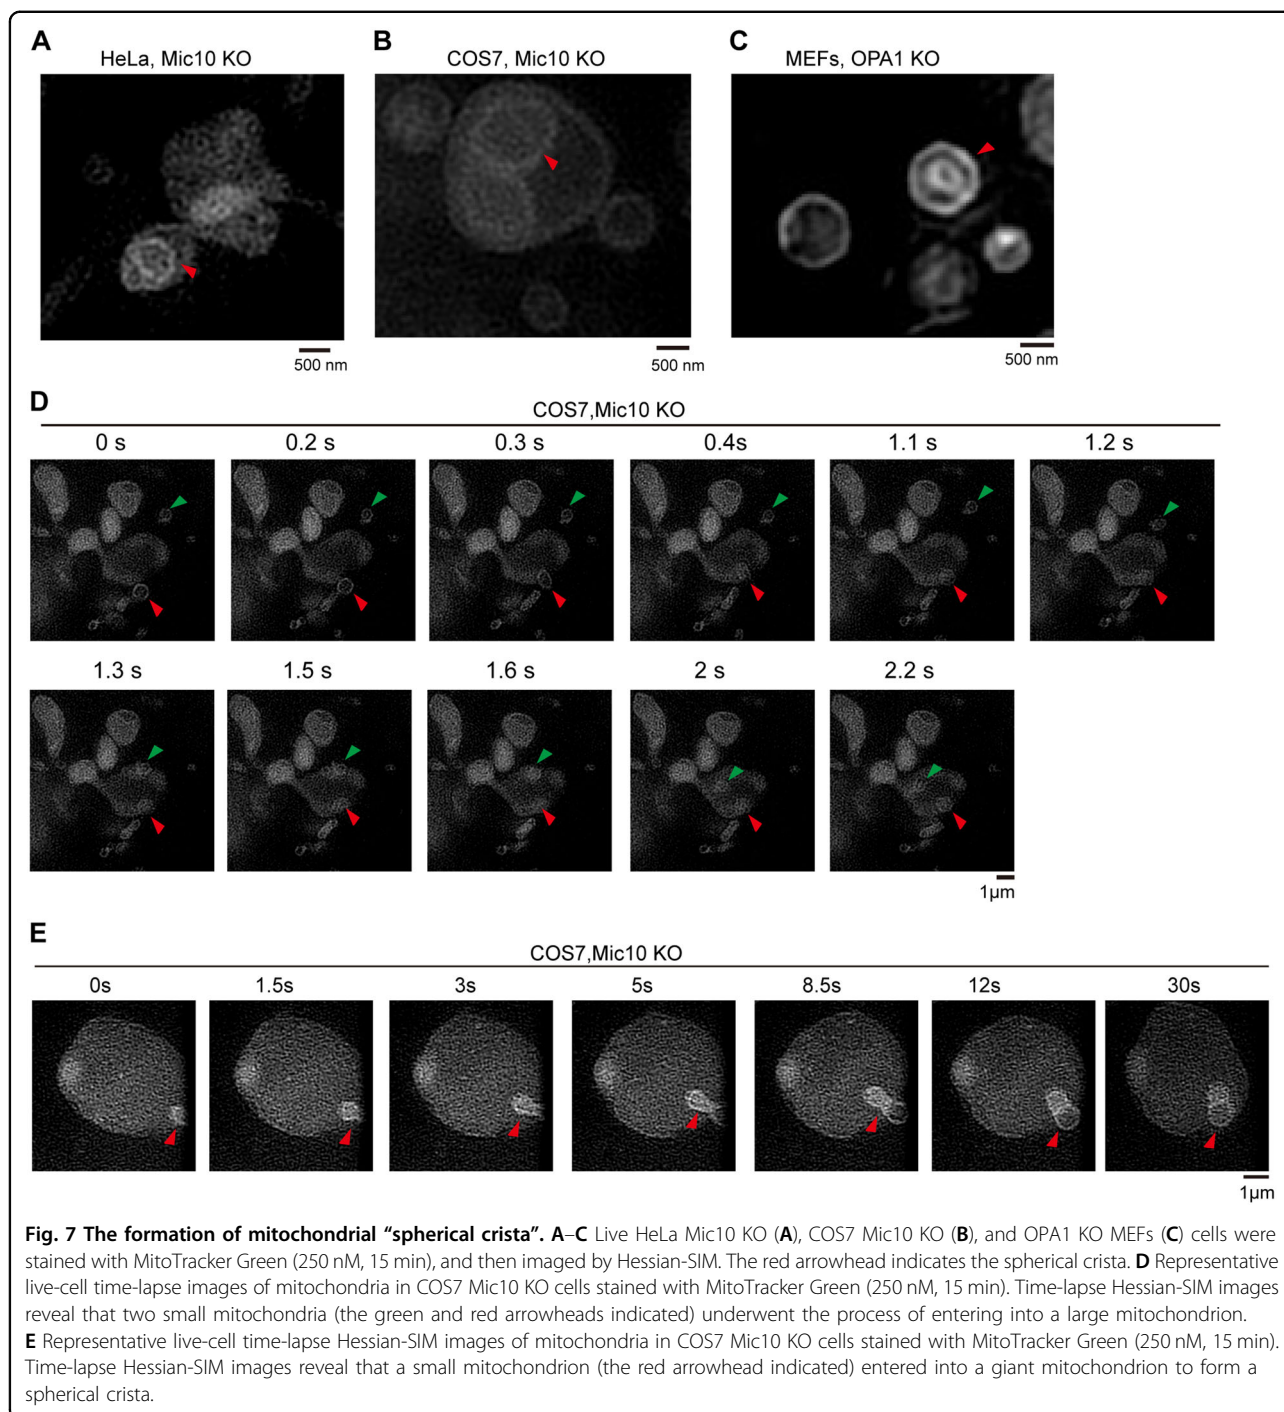 A
HeLa, Mic10 KO
B
COS7, Mic10 KO
C
MEFs, OPA1 KO
500 nm
500 nm
500 nm
D
COS7,Mic10 KO
0 s
0.2 s
0.3 s
0.4s
1.1 s
1.2 s
1.3 s
1.5 s
1.6 s
2 s
2.2 s
1μm
E
COS7,Mic10 KO
0s
1.5s
3s
5s
8.5s
12s
30s
1μm
Fig. 7 The formation of mitochondrial “spherical crista”. A–C Live HeLa Mic10 KO (A), COS7 Mic10 KO (B), and OPA1 KO MEFs (C) cells were
stained with MitoTracker Green (250 nM, 15 min), and then imaged by Hessian-SIM. The red arrowhead indicates the spherical crista. D Representative
live-cell time-lapse images of mitochondria in COS7 Mic10 KO cells stained with MitoTracker Green (250 nM, 15 min). Time-lapse Hessian-SIM images
reveal that two small mitochondria (the green and red arrowheads indicated) underwent the process of entering into a large mitochondrion.
E Representative live-cell time-lapse Hessian-SIM images of mitochondria in COS7 Mic10 KO cells stained with MitoTracker Green (250 nM, 15 min).
Time-lapse Hessian-SIM images reveal that a small mitochondrion (the red arrowhead indicated) entered into a giant mitochondrion to form a
spherical crista.